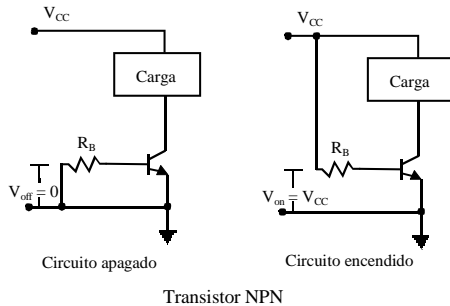 V_CC
Carga
R_B
V_off = 0
Circuito apagado
V_CC
Carga
R_B
V_on = V_CC
Circuito encendido
Transistor NPN